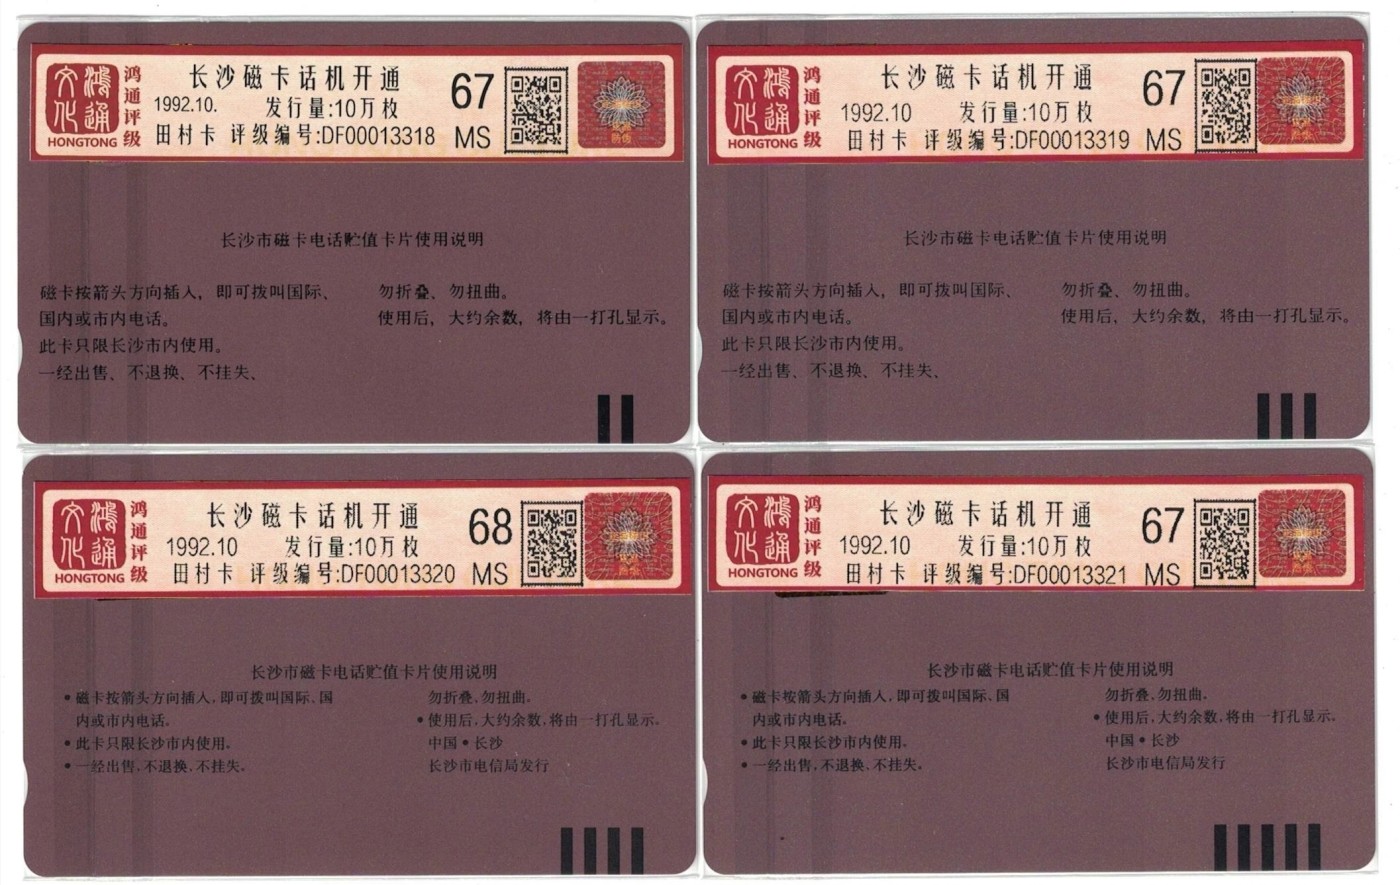 鸿通文化
HONGTONG
鸿通评级
长沙磁卡话机开通
1992.10. 发行量:10万枚
田村卡 评级编号:DF00013318
67
MS
长沙市磁卡电话贮值卡片使用说明
磁卡按箭头方向插入，即可拨叫国际、
国内或市内电话。
此卡只限长沙市内使用。
一经出售、不退换、不挂失、
勿折叠、勿扭曲。
使用后，大约余数，将由一打孔显示。
鸿通文化
HONGTONG
鸿通评级
长沙磁卡话机开通
1992.10 发行量:10万枚
田村卡 评级编号:DF00013319
67
MS
长沙市磁卡电话贮值卡片使用说明
磁卡按箭头方向插入，即可拨叫国际、
国内或市内电话。
此卡只限长沙市内使用。
一经出售、不退换、不挂失、
勿折叠、勿扭曲。
使用后，大约余数，将由一打孔显示。
鸿通文化
HONGTONG
鸿通评级
长沙磁卡话机开通
1992.10 发行量:10万枚
田村卡 评级编号:DF00013320
68
MS
长沙市磁卡电话贮值卡片使用说明
• 磁卡按箭头方向插入,即可拨叫国际、国
内或市内电话。
• 此卡只限长沙市内使用。
• 一经出售,不退换、不挂失。
勿折叠、勿扭曲。
• 使用后,大约余数,将由一打孔显示。
中国•长沙
长沙市电信局发行
鸿通文化
HONGTONG
鸿通评级
长沙磁卡话机开通
1992.10 发行量:10万枚
田村卡 评级编号:DF00013321
67
MS
长沙市磁卡电话贮值卡片使用说明
• 磁卡按箭头方向插入,即可拨叫国际、国
内或市内电话。
• 此卡只限长沙市内使用。
• 一经出售,不退换、不挂失。
勿折叠、勿扭曲。
• 使用后,大约余数,将由一打孔显示。
中国•长沙
长沙市电信局发行